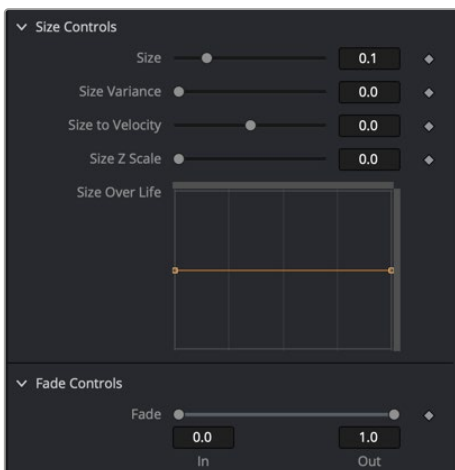 Size Controls
Size 0.1
Size Variance 0.0
Size to Velocity 0.0
Size Z Scale 0.0
Size Over Life
Fade Controls
Fade
0.0 1.0
In Out